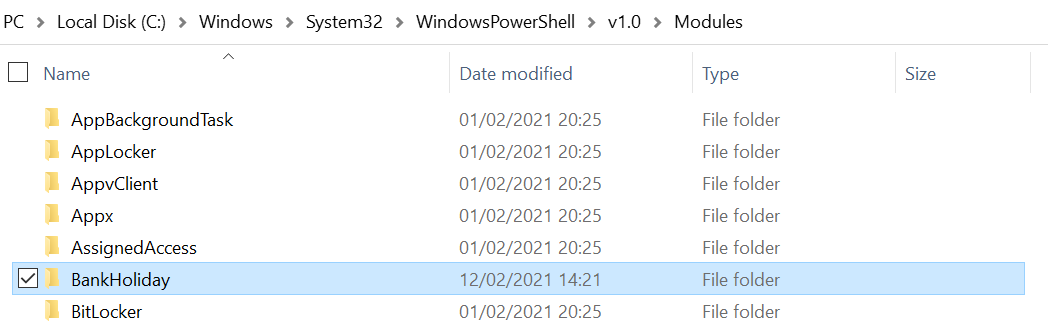 PC > Local Disk (C:) > Windows > System32 > WindowsPowerShell > v1.0 > Modules
Name Date modified Type Size
AppBackgroundTask 01/02/2021 20:25 File folder
AppLocker 01/02/2021 20:25 File folder
AppvClient 01/02/2021 20:25 File folder
Appx 01/02/2021 20:25 File folder
AssignedAccess 01/02/2021 20:25 File folder
BankHoliday 12/02/2021 14:21 File folder
BitLocker 01/02/2021 20:25 File folder